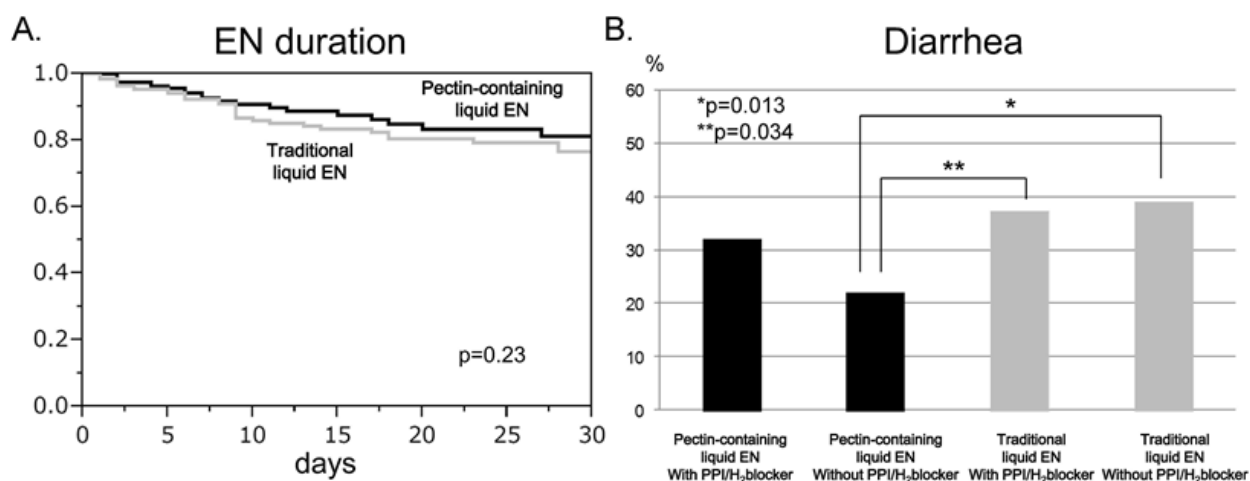 A.
EN duration
1.0
0.8
0.6
0.4
0.2
0.0
Pectin-containing
liquid EN
Traditional
liquid EN
p=0.23
0 5 10 15 20 25 30
days
B.
Diarrhea
%
60
50
40
30
20
10
0
*p=0.013
**p=0.034
*
**
Pectin-containing
liquid EN
With PPI/H₂blocker
Pectin-containing
liquid EN
Without PPI/H₂blocker
Traditional
liquid EN
With PPI/H₂blocker
Traditional
liquid EN
Without PPI/H₂blocker